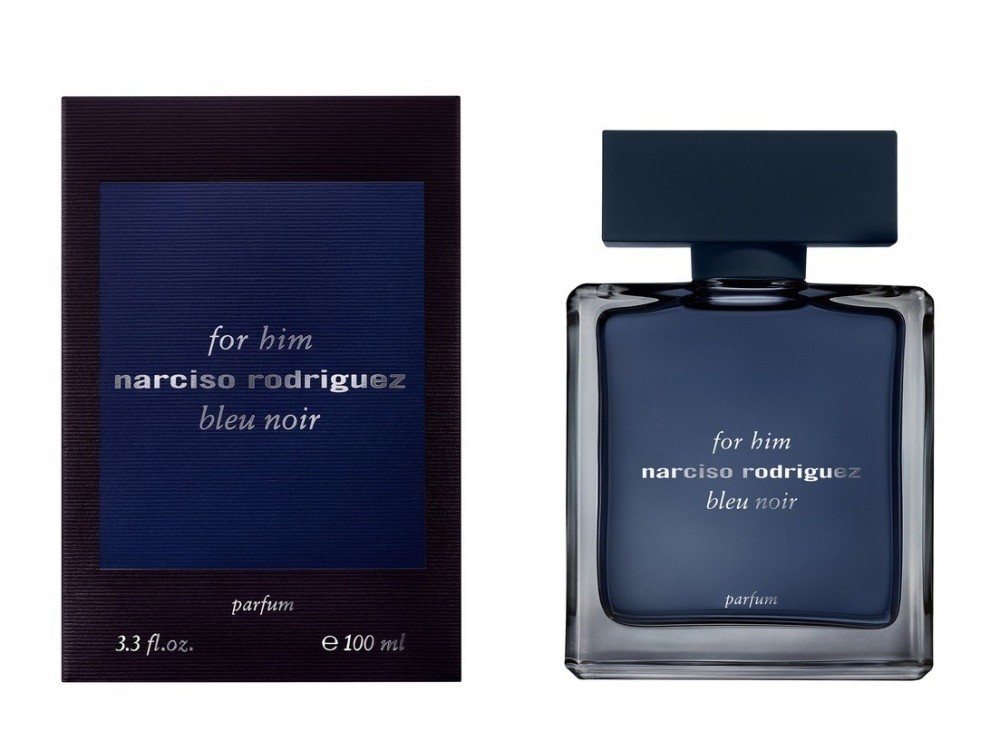 for him
narciso rodriguez
bleu noir
parfum
3.3 fl.oz. ℮ 100 ml
for him
narciso rodriguez
bleu noir
parfum